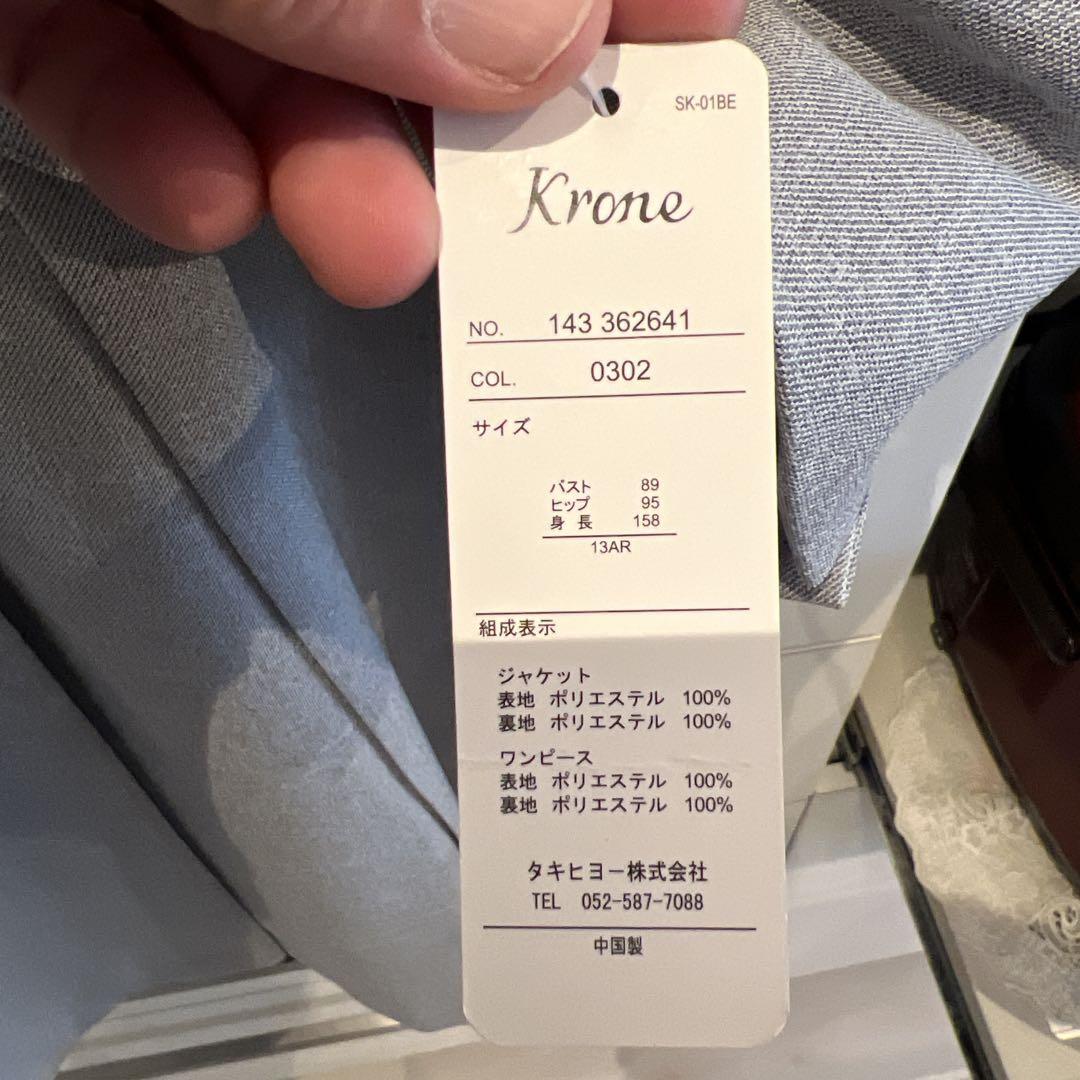 SK-01BE
Krone
NO. 143 362641
COL. 0302
サイズ
バスト 89
ヒップ 95
身長 158
13AR
組成表示
ジャケット
表地 ポリエステル 100%
裏地 ポリエステル 100%
ワンピース
表地 ポリエステル 100%
裏地 ポリエステル 100%
タキヒヨー株式会社
TEL 052-587-7088
中国製